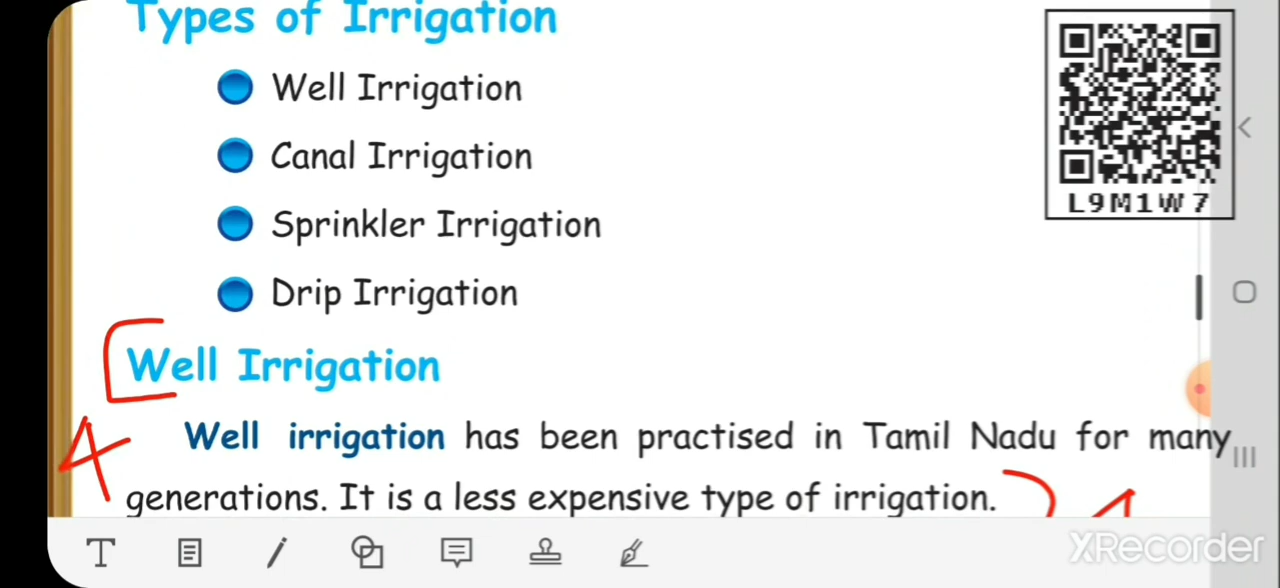 Types of Irrigation
Well Irrigation
Canal Irrigation
Sprinkler Irrigation
Drip Irrigation
L9M1W7
Well Irrigation
4
Well irrigation has been practised in Tamil Nadu for many
generations. It is a less expensive type of irrigation.
XRecorder